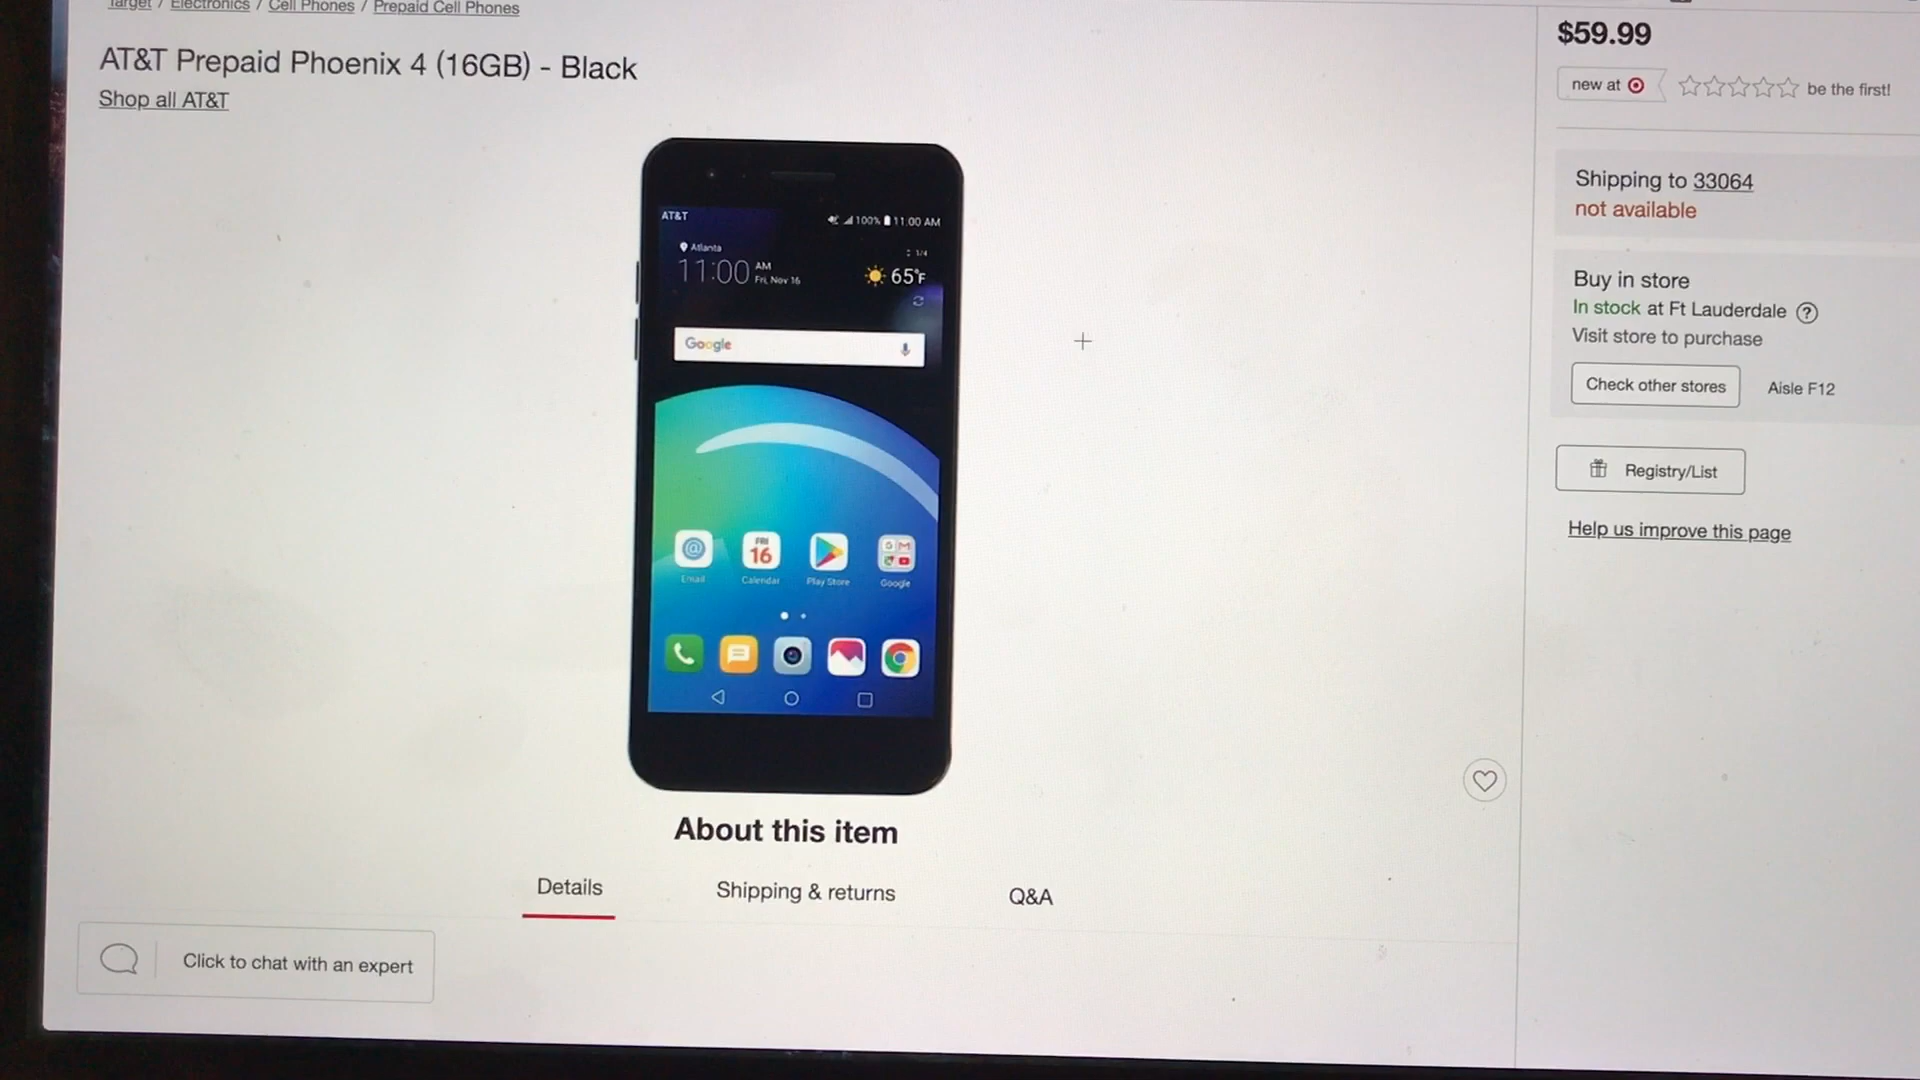 Target / Electronics / Cell Phones / Prepaid Cell Phones
AT&T Prepaid Phoenix 4 (16GB) - Black
Shop all AT&T
AT&T
100% 11:00 AM
Atlanta
1/4
11:00 AM
Fri, Nov 16
65°F
Google
FRI
16
Email
Calendar
Play Store
Google
About this item
Details
Shipping & returns
Q&A
Click to chat with an expert
$59.99
new at
be the first!
Shipping to 33064
not available
Buy in store
In stock at Ft Lauderdale ?
Visit store to purchase
Check other stores
Aisle F12
Registry/List
Help us improve this page